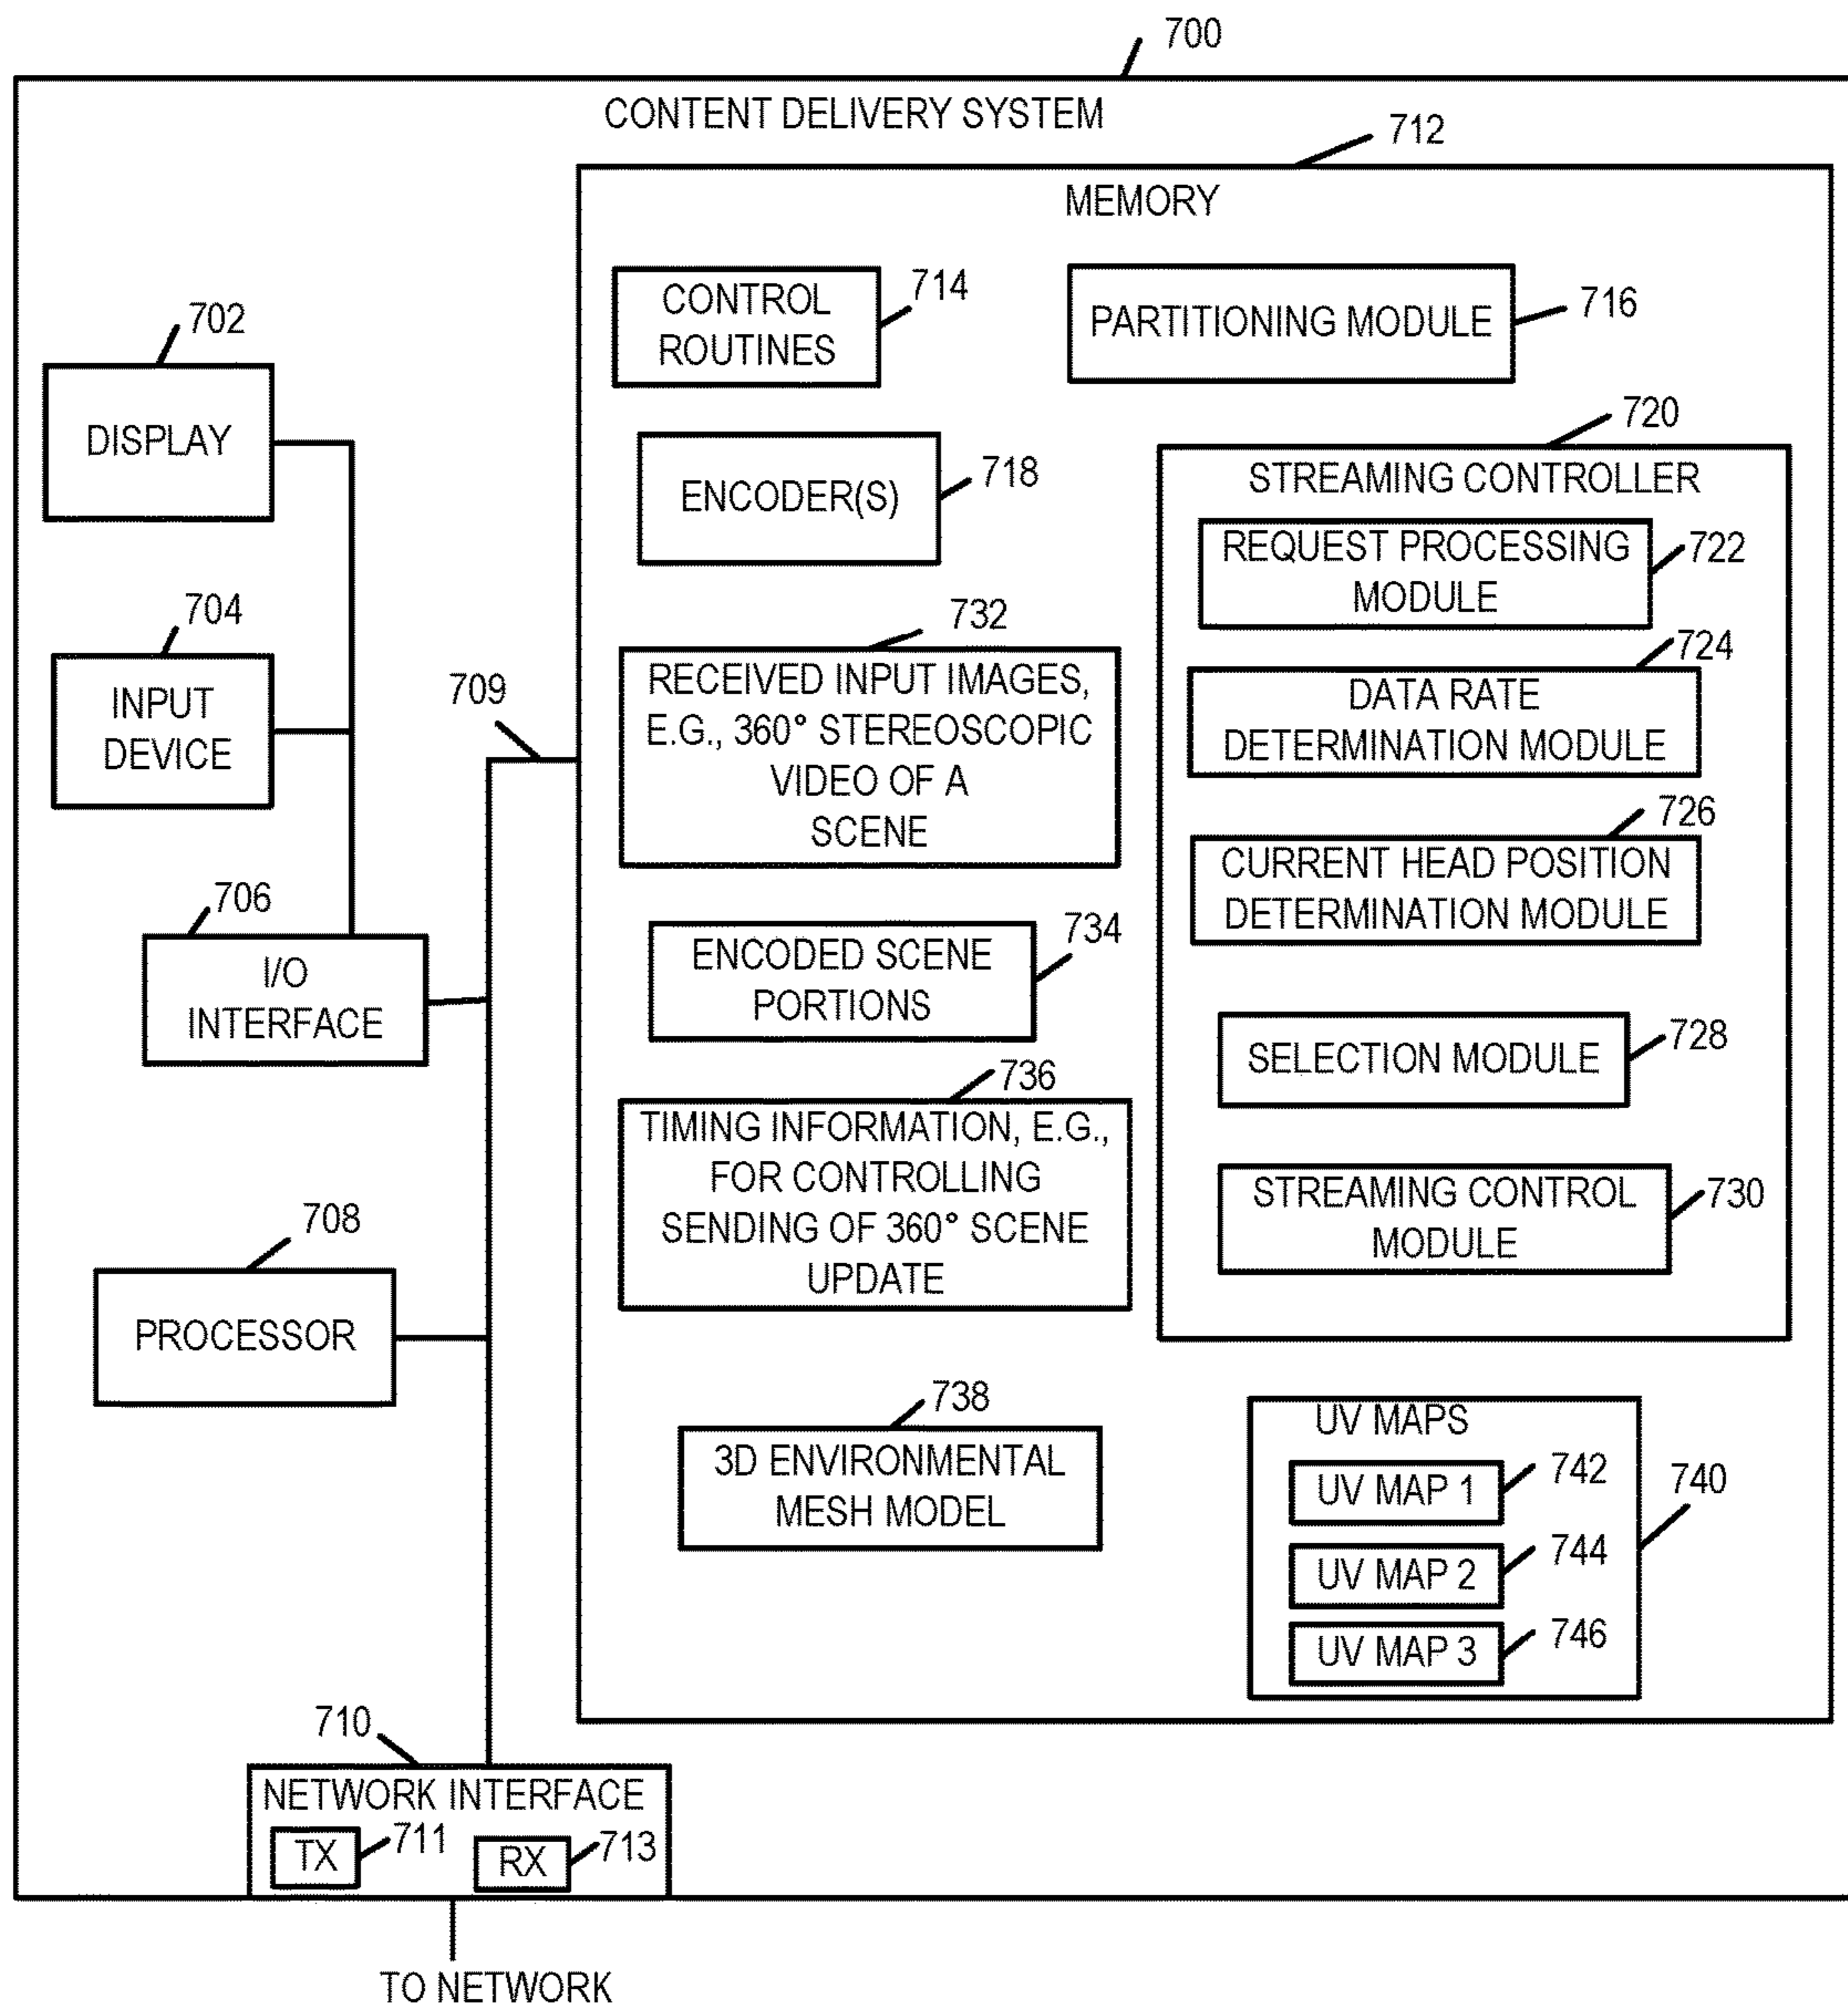 700
CONTENT DELIVERY SYSTEM
712
MEMORY
CONTROL
ROUTINES
714
PARTITIONING MODULE
716
702
DISPLAY
ENCODER(S)
718
720
STREAMING CONTROLLER
REQUEST PROCESSING
MODULE
722
704
INPUT
DEVICE
709
732
RECEIVED INPUT IMAGES,
E.G., 360° STEREOSCOPIC
VIDEO OF A
SCENE
724
DATA RATE
DETERMINATION MODULE
726
CURRENT HEAD POSITION
DETERMINATION MODULE
706
I/O
INTERFACE
ENCODED SCENE
PORTIONS
734
SELECTION MODULE
728
736
TIMING INFORMATION, E.G.,
FOR CONTROLLING
SENDING OF 360° SCENE
UPDATE
STREAMING CONTROL
MODULE
730
708
PROCESSOR
738
3D ENVIRONMENTAL
MESH MODEL
UV MAPS
UV MAP 1
742
740
UV MAP 2
744
UV MAP 3
746
710
NETWORK INTERFACE
TX
711
RX
713
TO NETWORK